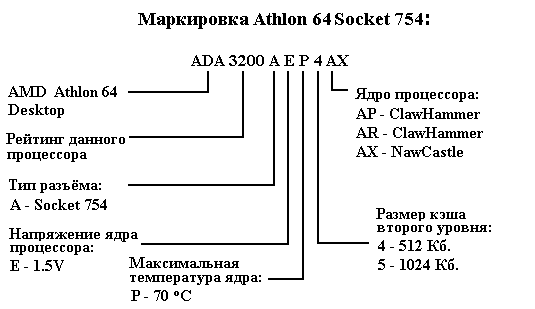 Маркировка Athlon 64 Socket 754:
ADA 3200 A E P 4 AX
AMD Athlon 64
Desktop
Рейтинг данного
процессора
Тип разъёма:
A - Socket 754
Напряжение ядра
процессора:
E - 1.5V
Максимальная
температура ядра:
P - 70 °C
Ядро процессора:
AP - ClawHammer
AR - ClawHammer
AX - NawCastle
Размер кэша
второго уровня:
4 - 512 Кб.
5 - 1024 Кб.